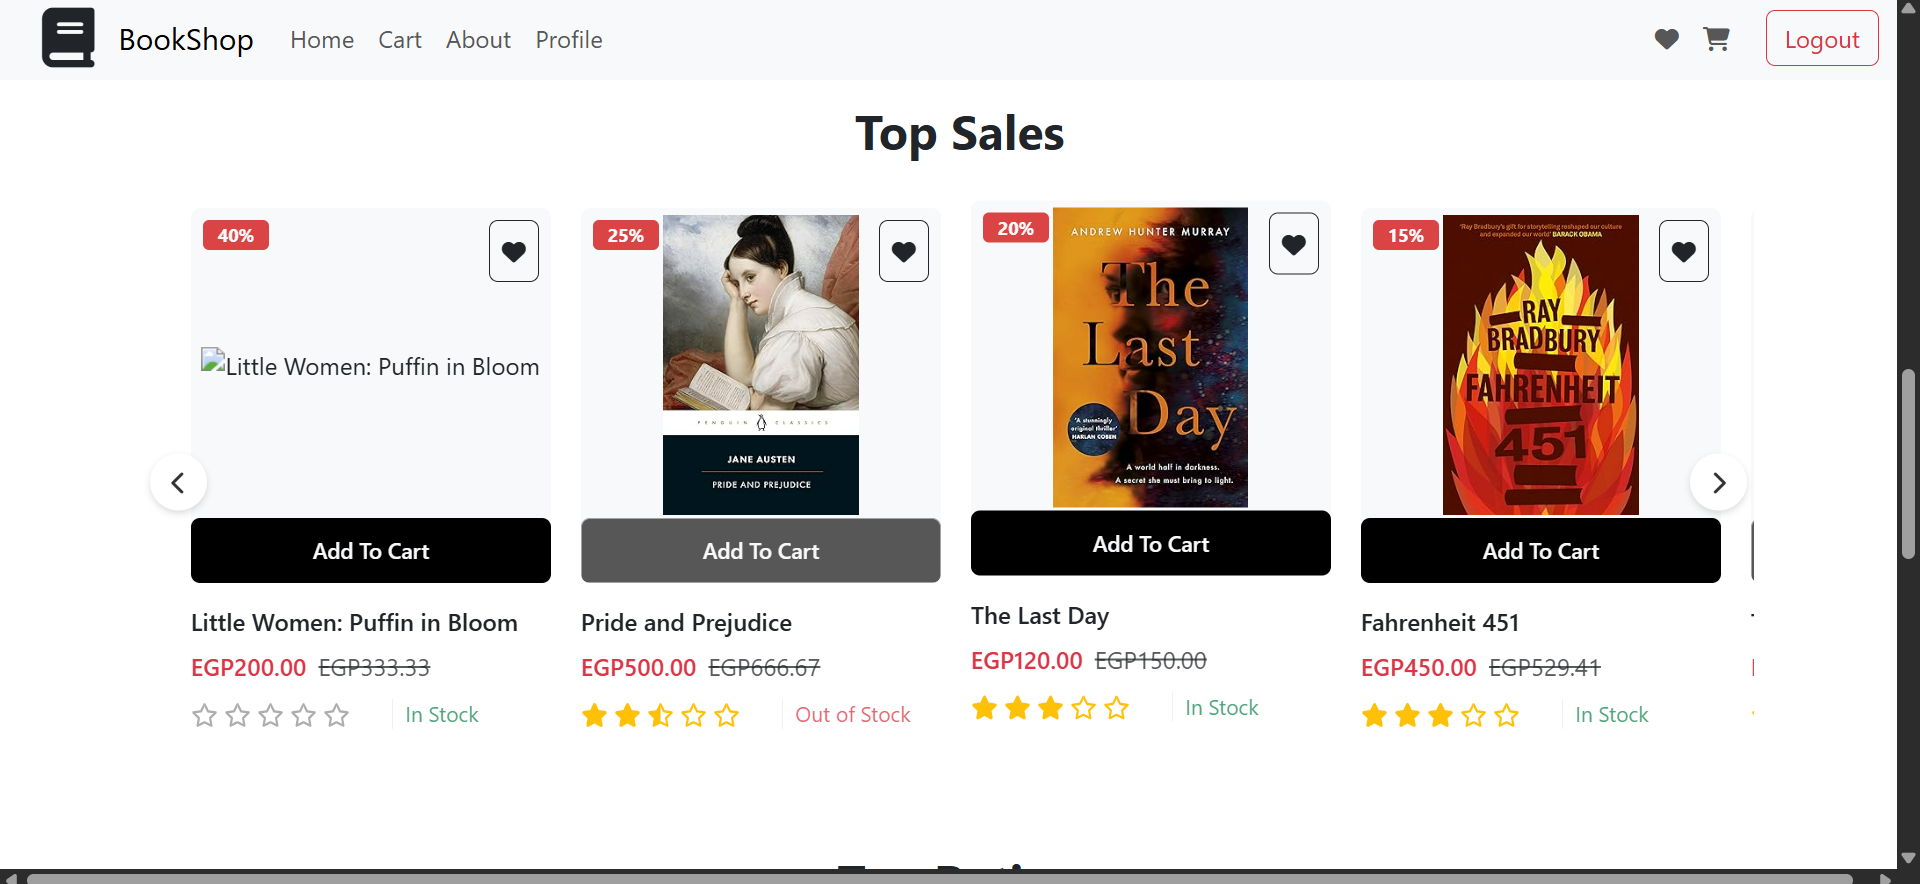 BookShop Home Cart About Profile Logout
Top Sales
40%
Little Women: Puffin in Bloom
Add To Cart
Little Women: Puffin in Bloom
EGP200.00 EGP333.33
In Stock
25%
PENGUIN CLASSICS
JANE AUSTEN
PRIDE AND PREJUDICE
Add To Cart
Pride and Prejudice
EGP500.00 EGP666.67
Out of Stock
20%
ANDREW HUNTER MURRAY
The
Last
Day
'A stunningly
original thriller'
HARLAN COBEN
A world half in darkness.
A secret she must bring to light.
Add To Cart
The Last Day
EGP120.00 EGP150.00
In Stock
15%
'Ray Bradbury's gift for storytelling reshaped our culture
and expanded our world' BARACK OBAMA
RAY
BRADBURY
FAHRENHEIT
451
Add To Cart
Fahrenheit 451
EGP450.00 EGP529.41
In Stock